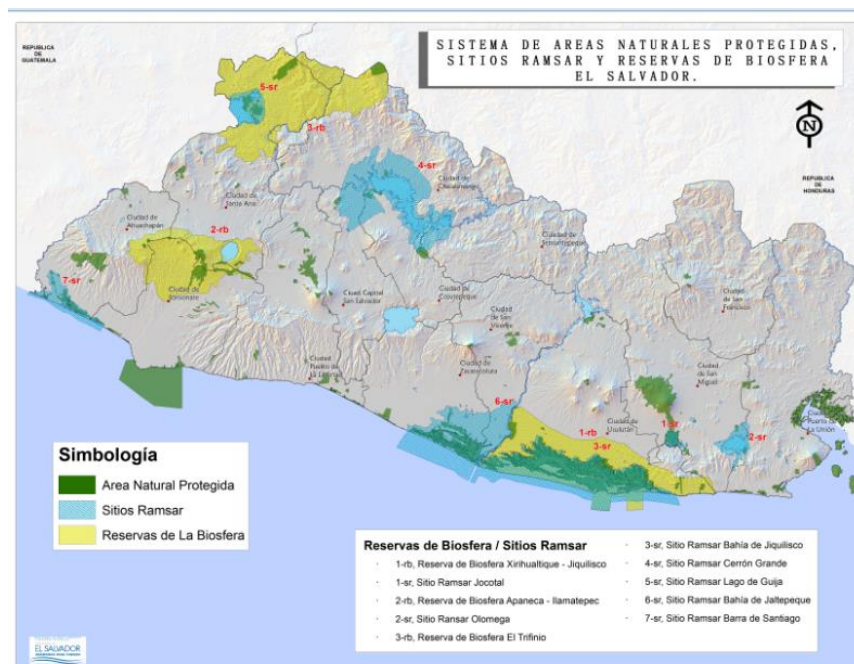 REPUBLICA
DE
GUATEMALA
SISTEMA DE AREAS NATURALES PROTEGIDAS,
SITIOS RAMSAR Y RESERVAS DE BIOSFERA
EL SALVADOR.
N
5-sr
3-rb
4-sr
REPUBLICA
DE
HONDURAS
Ciudad de
Chalatenango
Ciudad de
Santa Ana
Ciudad de
Ahuachapán
2-rb
Ciudad de
Sensuntepeque
7-sr
Ciudad de
Sonsonate
Ciudad Capital
San Salvador
Ciudad de
Cojutepeque
Ciudad
de San
Vicente
Ciudad
de San
Francisco
Ciudad
Puerto de
La Libertad
Ciudad de
Zacatecoluca
Ciudad
de San
Miguel
6-sr
1-rb
3-sr
Ciudad de
Usulután
1-sr
2-sr
Ciudad
Puerto de
La Unión
Simbología
Area Natural Protegida
Sitios Ramsar
Reservas de La Biosfera
Reservas de Biosfera / Sitios Ramsar
· 1-rb, Reserva de Biosfera Xirihualtique - Jiquilisco
· 1-sr, Sitio Ramsar Jocotal
· 2-rb, Reserva de Biosfera Apaneca - Ilamatepec
· 2-sr, Sitio Ransar Olomega
· 3-rb, Reserva de Biosfera El Trifinio
· 3-sr, Sitio Ramsar Bahía de Jiquilisco
· 4-sr, Sitio Ramsar Cerrón Grande
· 5-sr, Sitio Ramsar Lago de Guija
· 6-sr, Sitio Ramsar Bahía de Jaltepeque
· 7-sr, Sitio Ramsar Barra de Santiago
EL SALVADOR